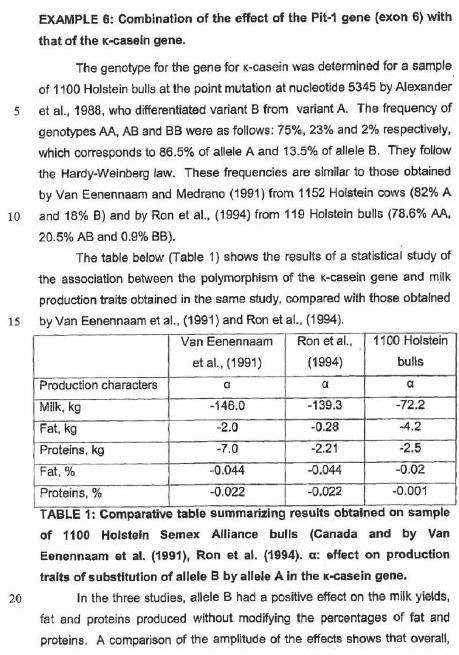 EXAMPLE 6: Combination of the effect of the Pit-1 gene (exon 6) with
that of the κ-casein gene.
The genotype for the gene for κ-casein was determined for a sample
of 1100 Holstein bulls at the point mutation at nucleotide 5345 by Alexander
5 et al., 1988, who differentiated variant B from variant A. The frequency of
genotypes AA, AB and BB were as follows: 75%, 23% and 2% respectively,
which corresponds to 86.5% of allele A and 13.5% of allele B. They follow
the Hardy-Weinberg law. These frequencies are similar to those obtained
by Van Eenennaam and Medrano (1991) from 1152 Holstein cows (82% A
10 and 18% B) and by Ron et al., (1994) from 119 Holstein bulls (78.6% AA,
20.5% AB and 0.9% BB).
The table below (Table 1) shows the results of a statistical study of
the association between the polymorphism of the κ-casein gene and milk
production traits obtained in the same study, compared with those obtained
15 by Van Eenennaam et al., (1991) and Ron et al., (1994).
Van Eenennaam Ron et al., 1100 Holstein
et al., (1991) (1994) bulls
Production characters α α α
Milk, kg -146.0 -139.3 -72.2
Fat, kg -2.0 -0.28 -4.2
Proteins, kg -7.0 -2.21 -2.5
Fat, % -0.044 -0.044 -0.02
Proteins, % -0.022 -0.022 -0.001
TABLE 1: Comparative table summarizing results obtained on sample
of 1100 Holstein Semex Alliance bulls (Canada and by Van
Eenennaam et al. (1991), Ron et al. (1994). α: effect on production
traits of substitution of allele B by allele A in the κ-casein gene.
20 In the three studies, allele B had a positive effect on the milk yields,
fat and proteins produced without modifying the percentages of fat and
proteins. A comparison of the amplitude of the effects shows that overall,